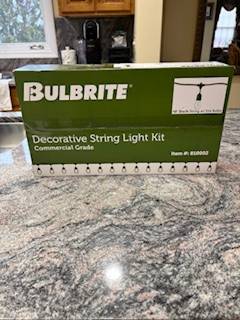 BULBRITE®
Decorative String Light Kit
Commercial Grade
Item #: 810002